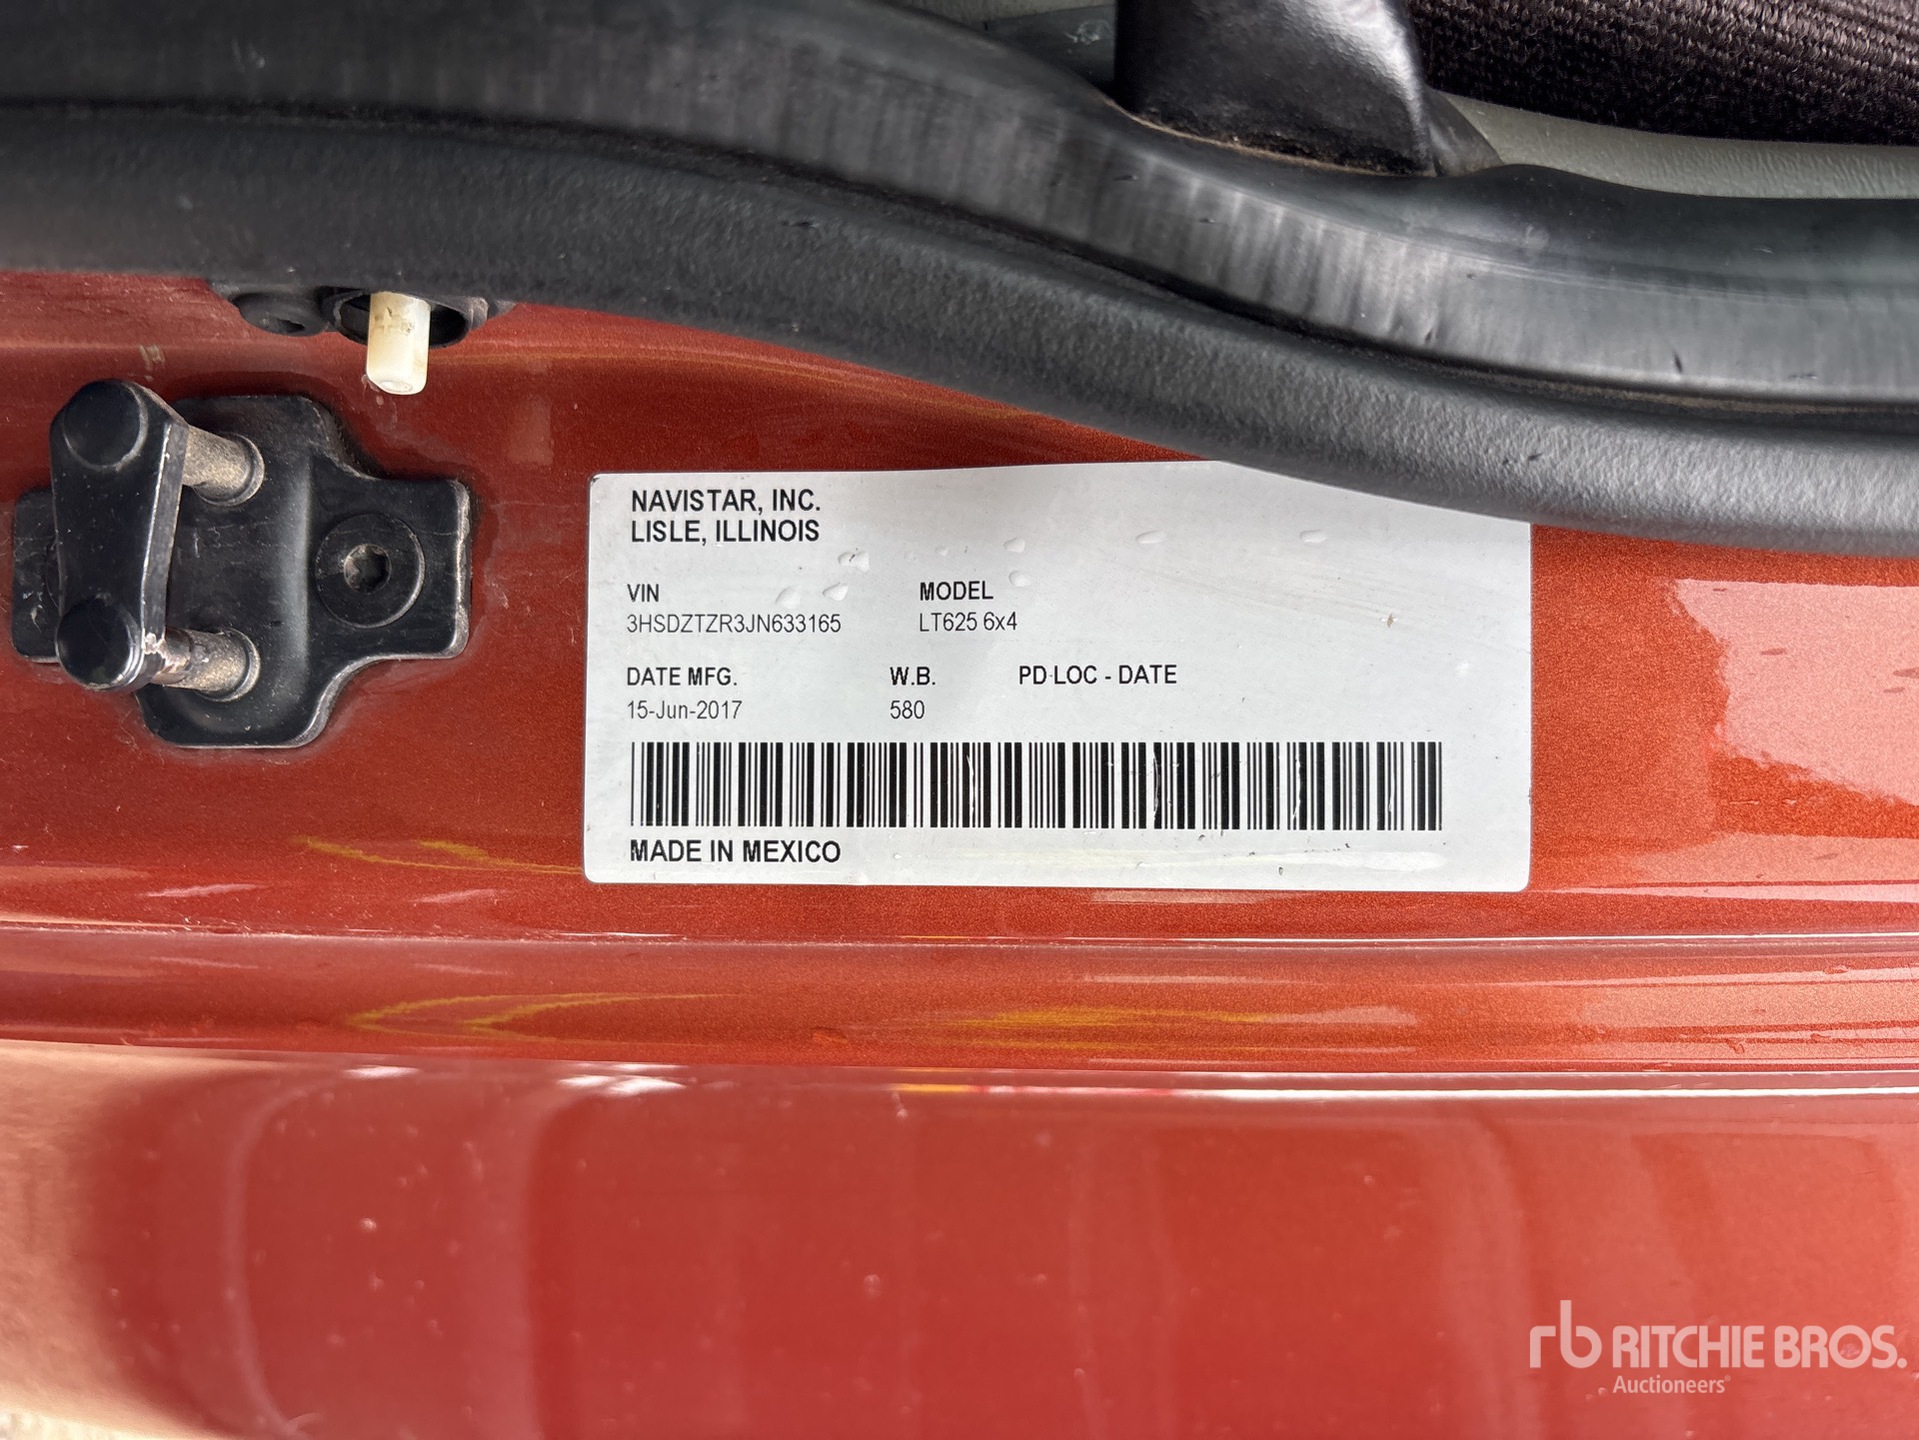 NAVISTAR, INC.
LISLE, ILLINOIS
VIN MODEL
3HSDZTZR3JN633165 LT625 6x4
DATE MFG. W.B. PD LOC - DATE
15-Jun-2017 580
MADE IN MEXICO
rb RITCHIE BROS.
Auctioneers